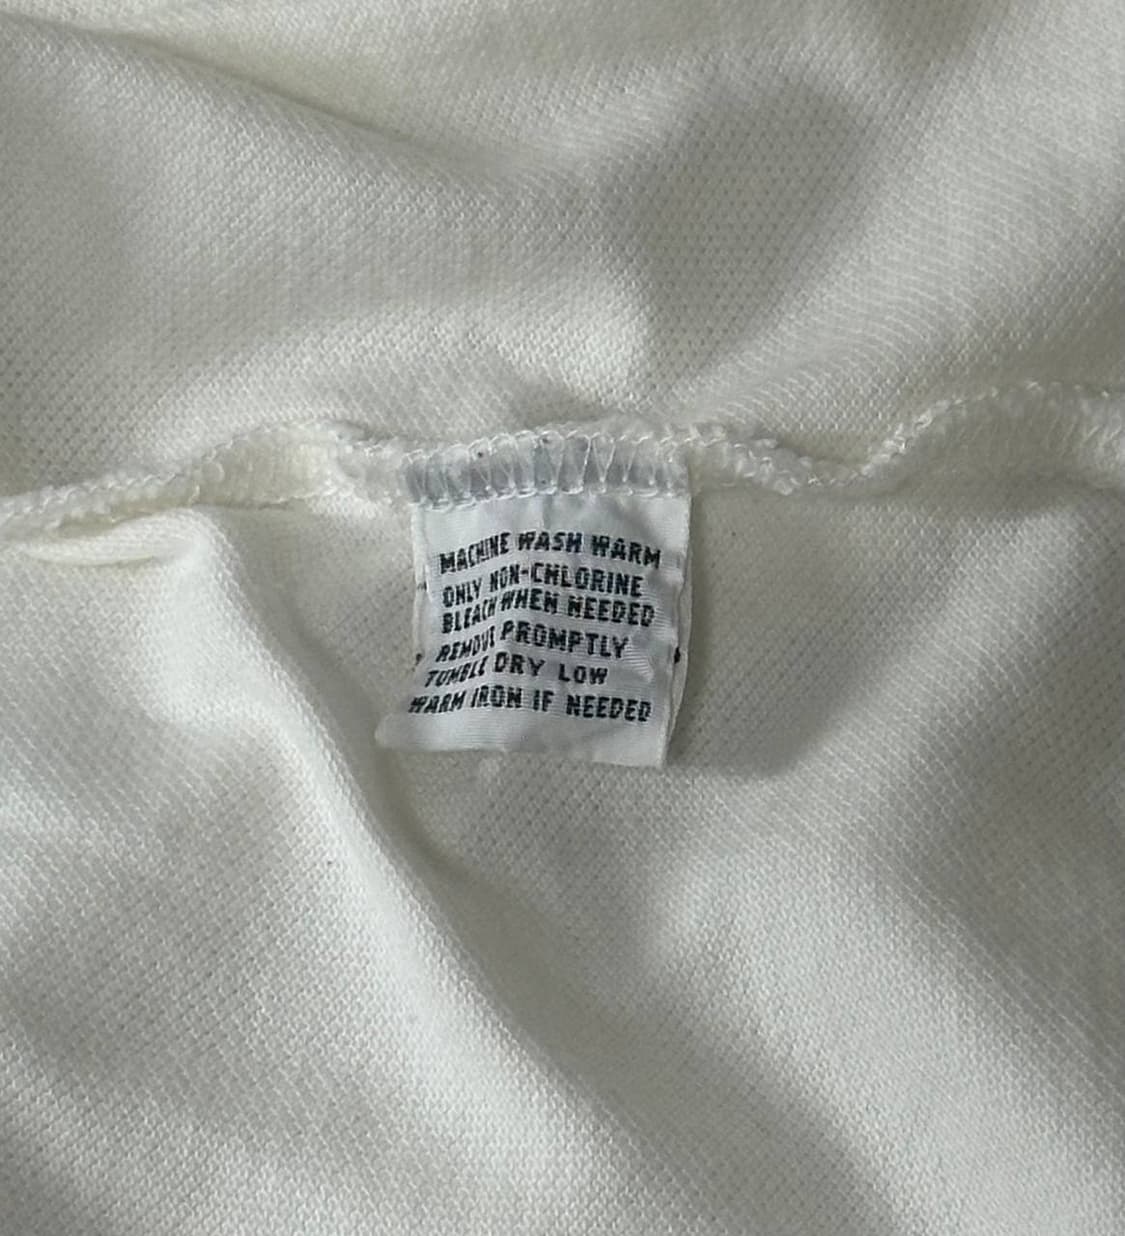 MACHINE WASH WARM
ONLY NON-CHLORINE
BLEACH WHEN NEEDED
REMOVE PROMPTLY
TUMBLE DRY LOW
WARM IRON IF NEEDED